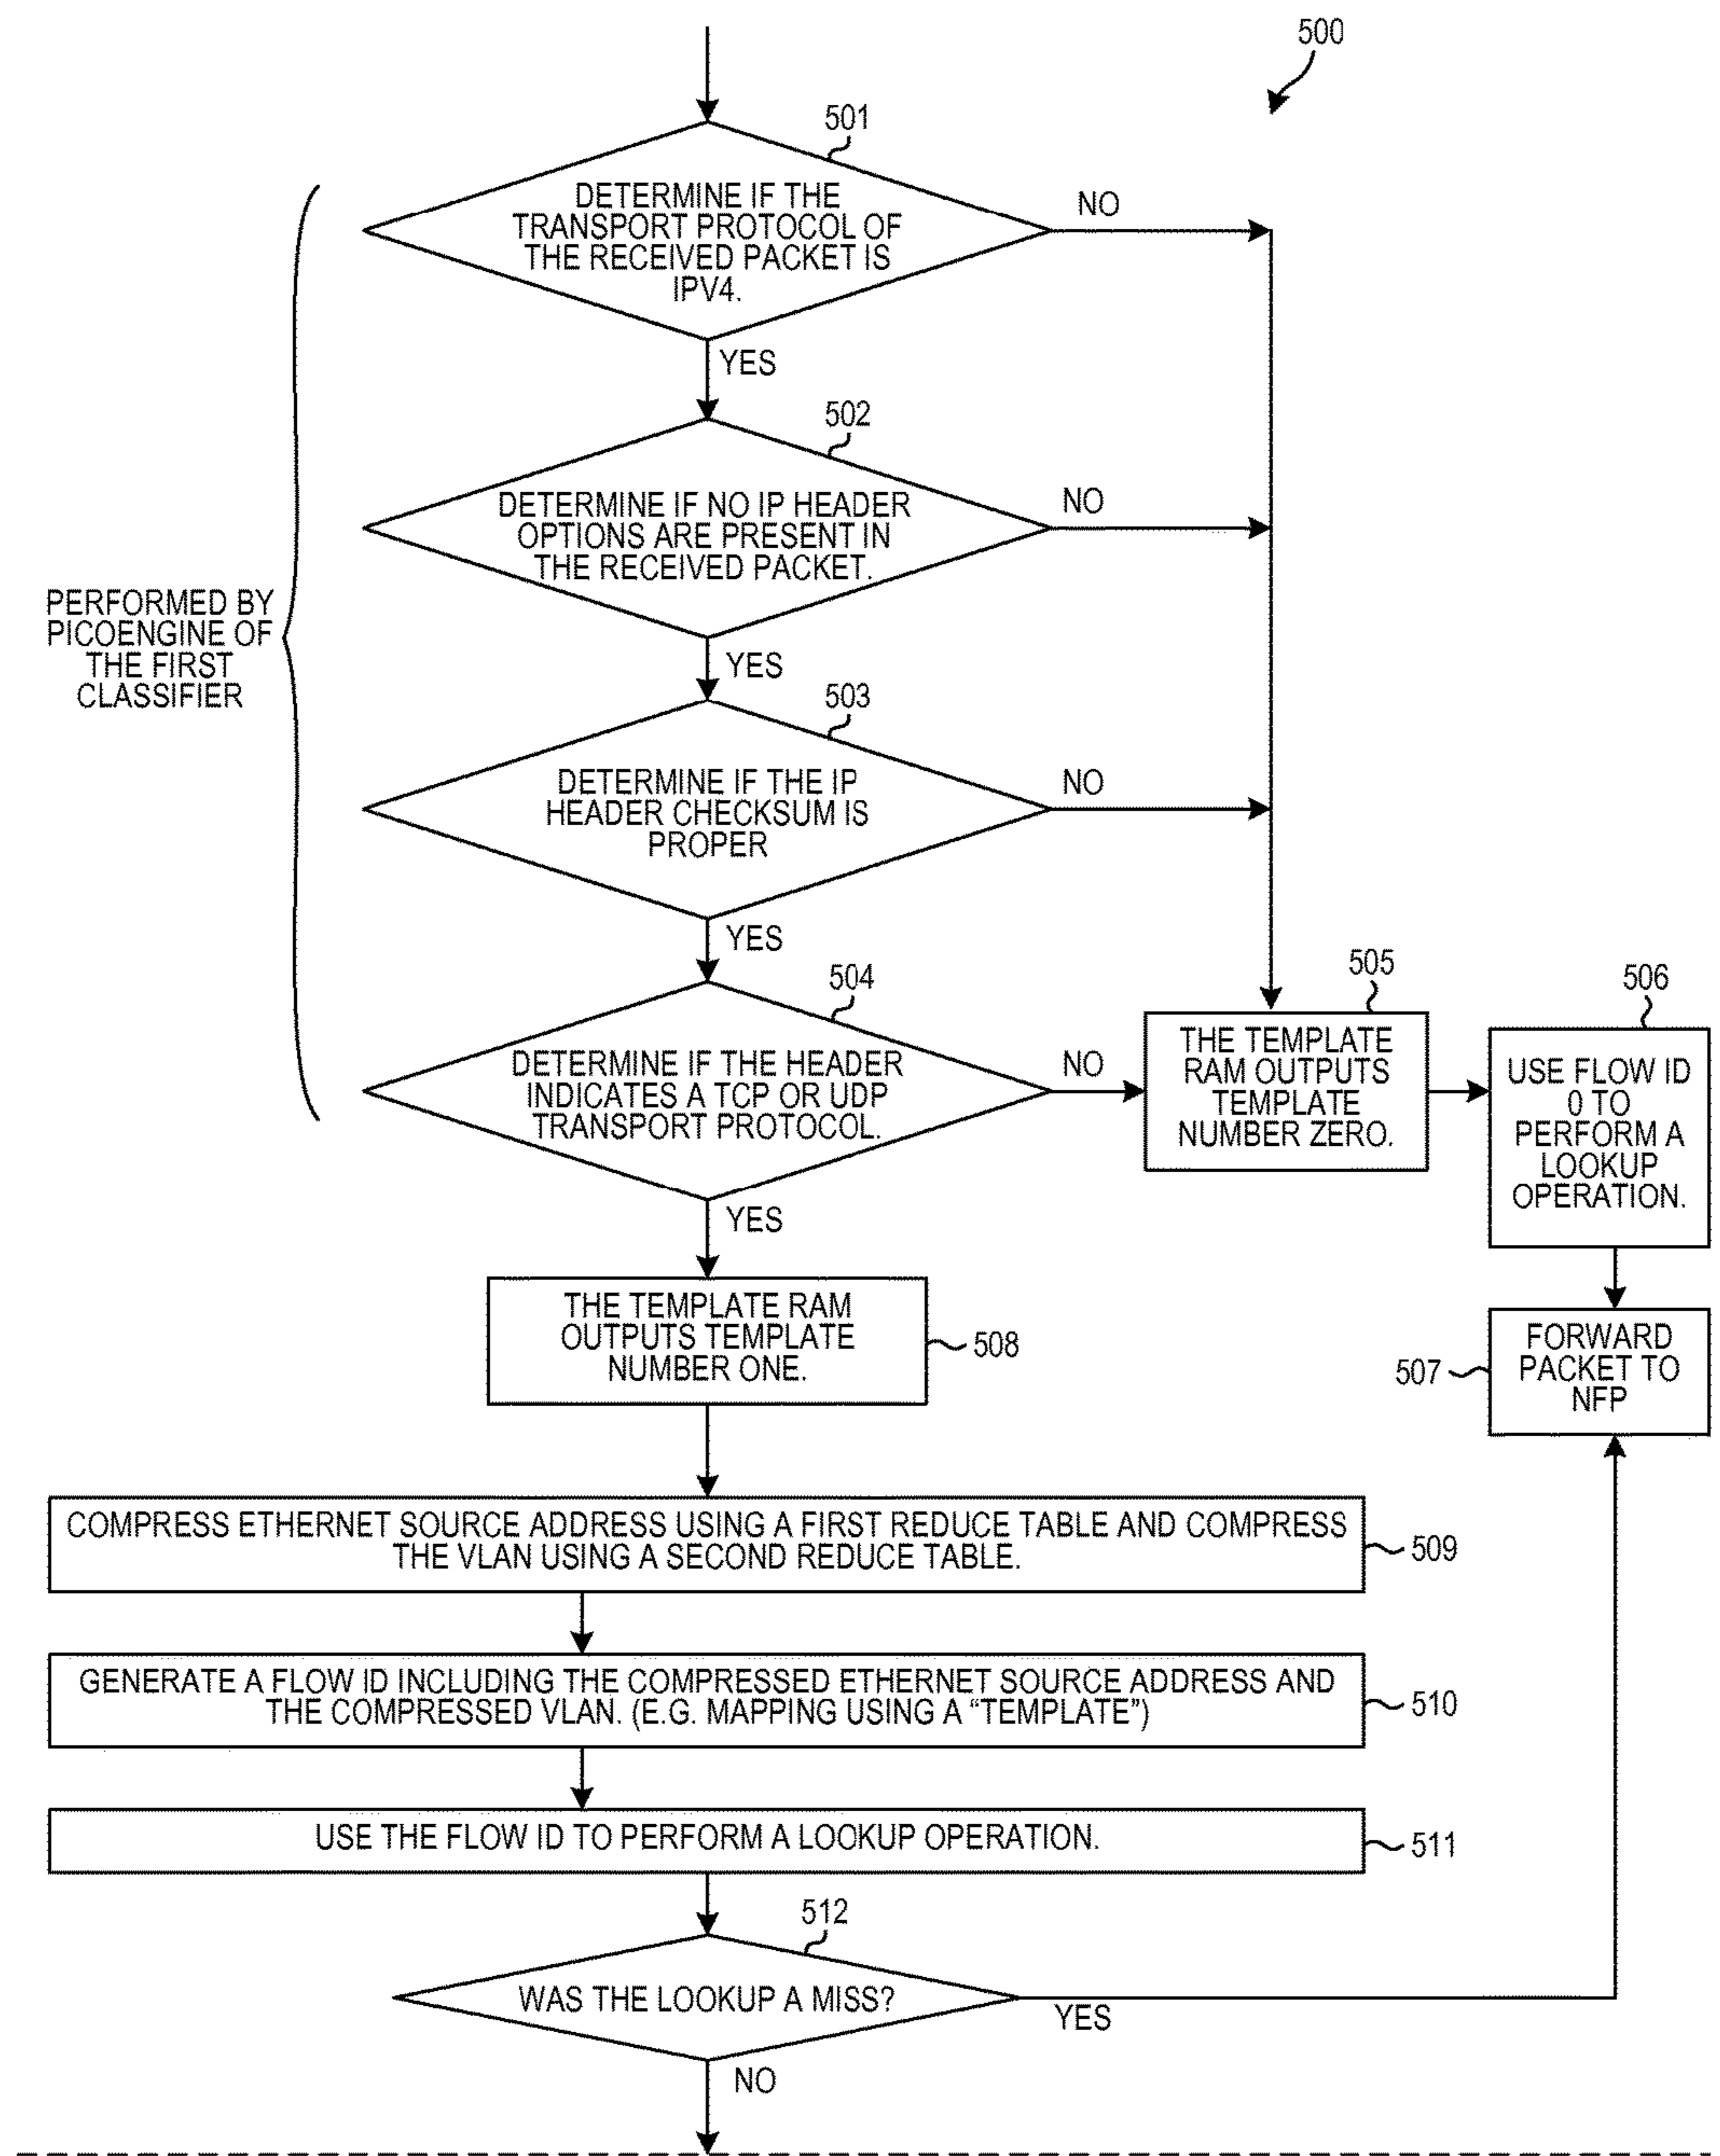 500
501
DETERMINE IF THE
TRANSPORT PROTOCOL OF
THE RECEIVED PACKET IS
IPV4.
NO
YES
502
DETERMINE IF NO IP HEADER
OPTIONS ARE PRESENT IN
THE RECEIVED PACKET.
NO
YES
PERFORMED BY
PICOENGINE OF
THE FIRST
CLASSIFIER
503
DETERMINE IF THE IP
HEADER CHECKSUM IS
PROPER
NO
YES
504
DETERMINE IF THE HEADER
INDICATES A TCP OR UDP
TRANSPORT PROTOCOL.
NO
YES
505
THE TEMPLATE
RAM OUTPUTS
TEMPLATE
NUMBER ZERO.
506
USE FLOW ID
0 TO
PERFORM A
LOOKUP
OPERATION.
507
FORWARD
PACKET TO
NFP
THE TEMPLATE RAM
OUTPUTS TEMPLATE
NUMBER ONE.
508
COMPRESS ETHERNET SOURCE ADDRESS USING A FIRST REDUCE TABLE AND COMPRESS
THE VLAN USING A SECOND REDUCE TABLE.
509
GENERATE A FLOW ID INCLUDING THE COMPRESSED ETHERNET SOURCE ADDRESS AND
THE COMPRESSED VLAN. (E.G. MAPPING USING A “TEMPLATE”)
510
USE THE FLOW ID TO PERFORM A LOOKUP OPERATION.
511
512
WAS THE LOOKUP A MISS?
YES
NO